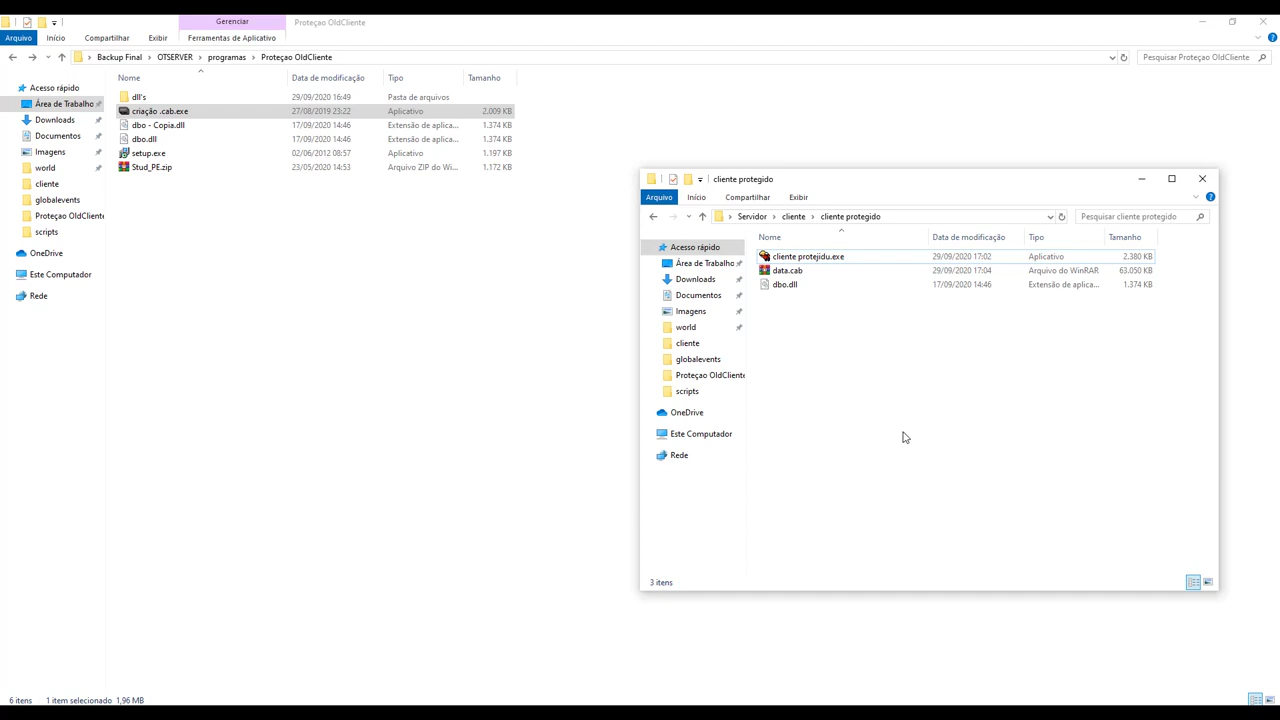 Gerenciar
Proteçao OldCliente
Arquivo Início Compartilhar Exibir Ferramentas de Aplicativo
Backup Final OTSERVER programas Proteçao OldCliente
Pesquisar Proteçao OldCliente
Nome Data de modificação Tipo Tamanho
dll's 29/09/2020 16:49 Pasta de arquivos
criação .cab.exe 27/08/2019 23:22 Aplicativo 2.009 KB
dbo - Copia.dll 17/09/2020 14:46 Extensão de aplica... 1.374 KB
dbo.dll 17/09/2020 14:46 Extensão de aplica... 1.374 KB
setup.exe 02/06/2012 08:57 Aplicativo 1.197 KB
Stud_PE.zip 23/05/2020 14:53 Arquivo ZIP do Wi... 1.172 KB
Acesso rápido
Área de Trabalho
Downloads
Documentos
Imagens
world
cliente
globalevents
Proteçao OldCliente
scripts
OneDrive
Este Computador
Rede
6 itens 1 item selecionado 1,96 MB
cliente protegido
Arquivo Início Compartilhar Exibir
Servidor cliente cliente protegido
Pesquisar cliente protegido
Nome Data de modificação Tipo Tamanho
cliente protejidu.exe 29/09/2020 17:02 Aplicativo 2.380 KB
data.cab 29/09/2020 17:04 Arquivo do WinRAR 63.050 KB
dbo.dll 17/09/2020 14:46 Extensão de aplica... 1.374 KB
Acesso rápido
Área de Trabalho
Downloads
Documentos
Imagens
world
cliente
globalevents
Proteçao OldCliente
scripts
OneDrive
Este Computador
Rede
3 itens